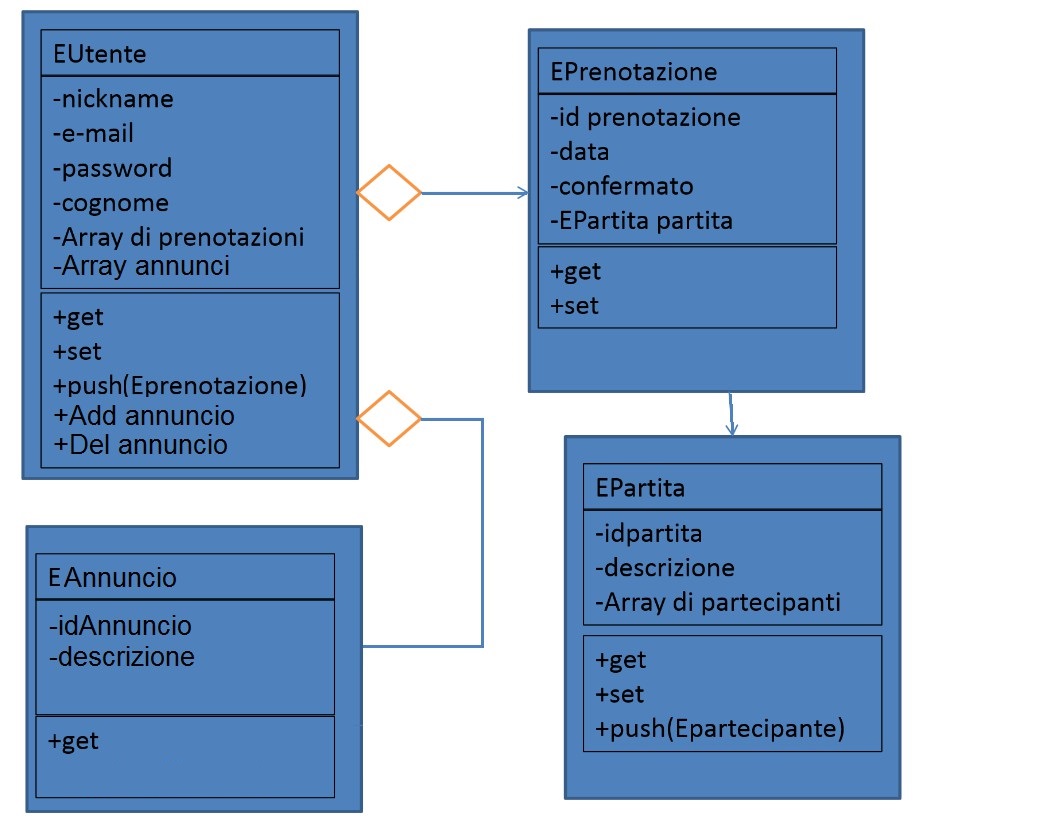 EUtente
-nickname
-e-mail
-password
-cognome
-Array di prenotazioni
-Array annunci
+get
+set
+push(Eprenotazione)
+Add annuncio
+Del annuncio
EPrenotazione
-id prenotazione
-data
-confermato
-EPartita partita
+get
+set
EAnnuncio
-idAnnuncio
-descrizione
+get
EPartita
-idpartita
-descrizione
-Array di partecipanti
+get
+set
+push(Epartecipante)